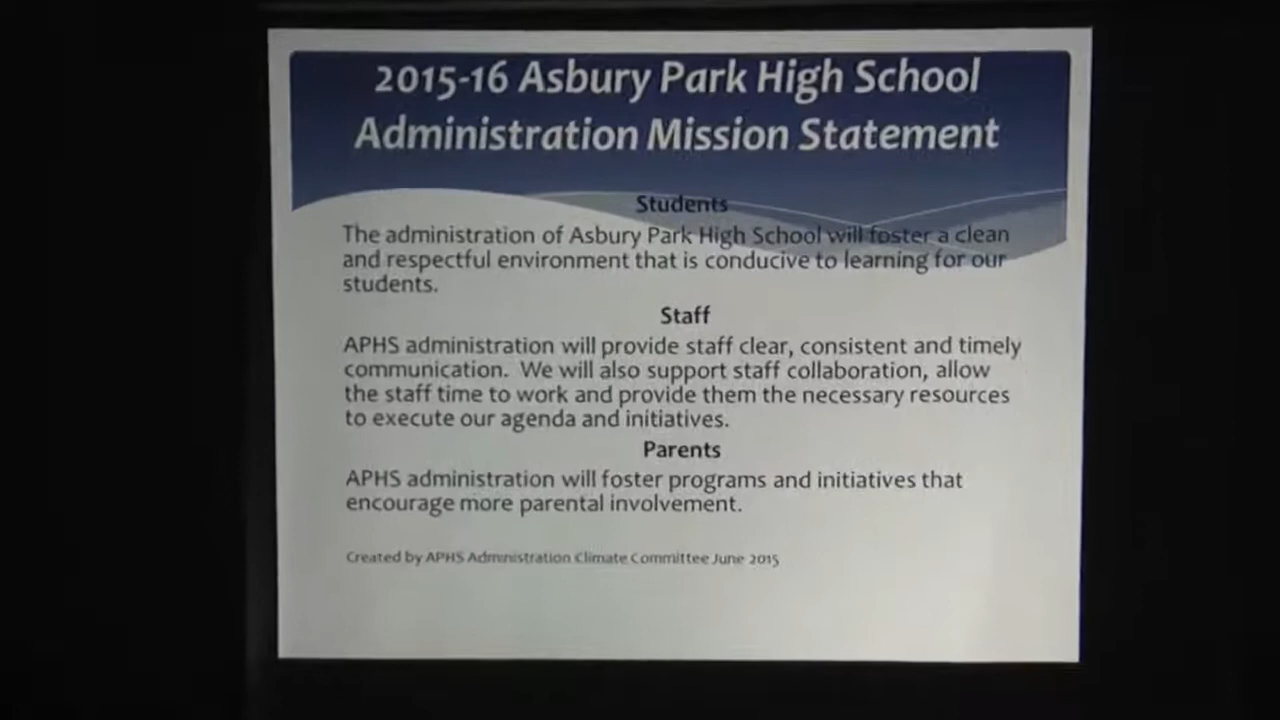 2015-16 Asbury Park High School
Administration Mission Statement
Students
The administration of Asbury Park High School will foster a clean
and respectful environment that is conducive to learning for our
students.
Staff
APHS administration will provide staff clear, consistent and timely
communication. We will also support staff collaboration, allow
the staff time to work and provide them the necessary resources
to execute our agenda and initiatives.
Parents
APHS administration will foster programs and initiatives that
encourage more parental involvement.
Created by APHS Administration Climate Committee June 2015